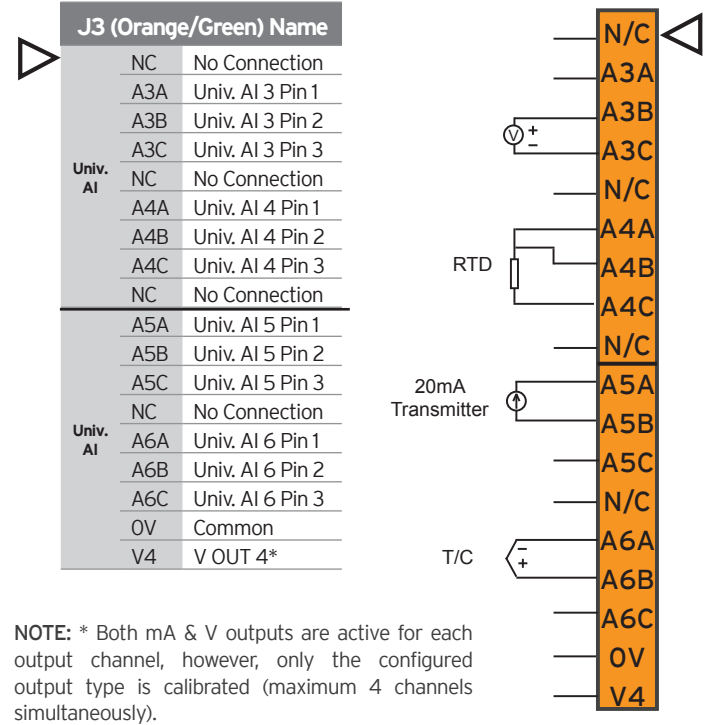 J3 (Orange/Green) Name
NC No Connection
A3A Univ. AI 3 Pin 1
A3B Univ. AI 3 Pin 2
A3C Univ. AI 3 Pin 3
Univ. AI
NC No Connection
A4A Univ. AI 4 Pin 1
A4B Univ. AI 4 Pin 2
A4C Univ. AI 4 Pin 3
NC No Connection
A5A Univ. AI 5 Pin 1
A5B Univ. AI 5 Pin 2
A5C Univ. AI 5 Pin 3
NC No Connection
Univ. AI
A6A Univ. AI 6 Pin 1
A6B Univ. AI 6 Pin 2
A6C Univ. AI 6 Pin 3
0V Common
V4 V OUT 4*
NOTE: * Both mA & V outputs are active for each
output channel, however, only the configured
output type is calibrated (maximum 4 channels
simultaneously).
N/C
A3A
A3B
V + −
A3C
N/C
A4A
RTD
A4B
A4C
N/C
A5A
20mA
Transmitter
A5B
A5C
N/C
A6A
T/C − +
A6B
A6C
0V
V4